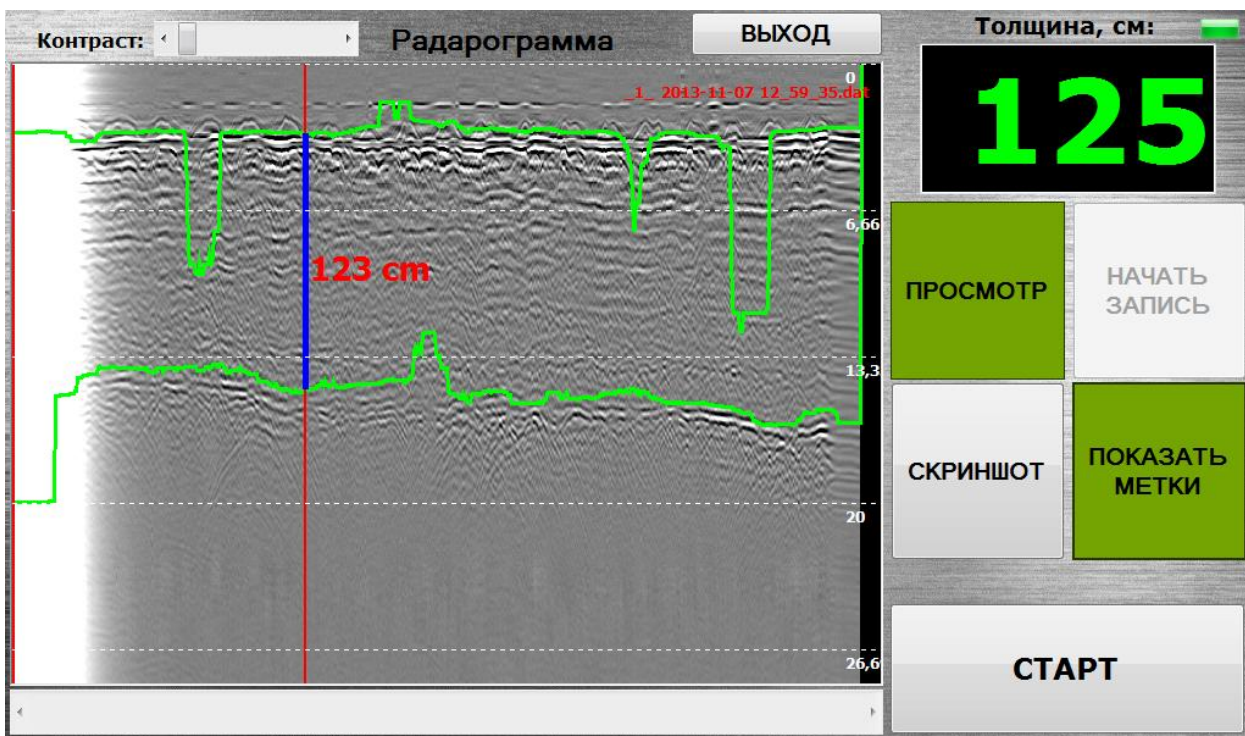 Контраст:
Радарограмма
ВЫХОД
Толщина, см:
125
0
_1_ 2013-11-07 12_59_35.dat
6,66
123 cm
13,3
20
26,6
ПРОСМОТР
НАЧАТЬ
ЗАПИСЬ
СКРИНШОТ
ПОКАЗАТЬ
МЕТКИ
СТАРТ